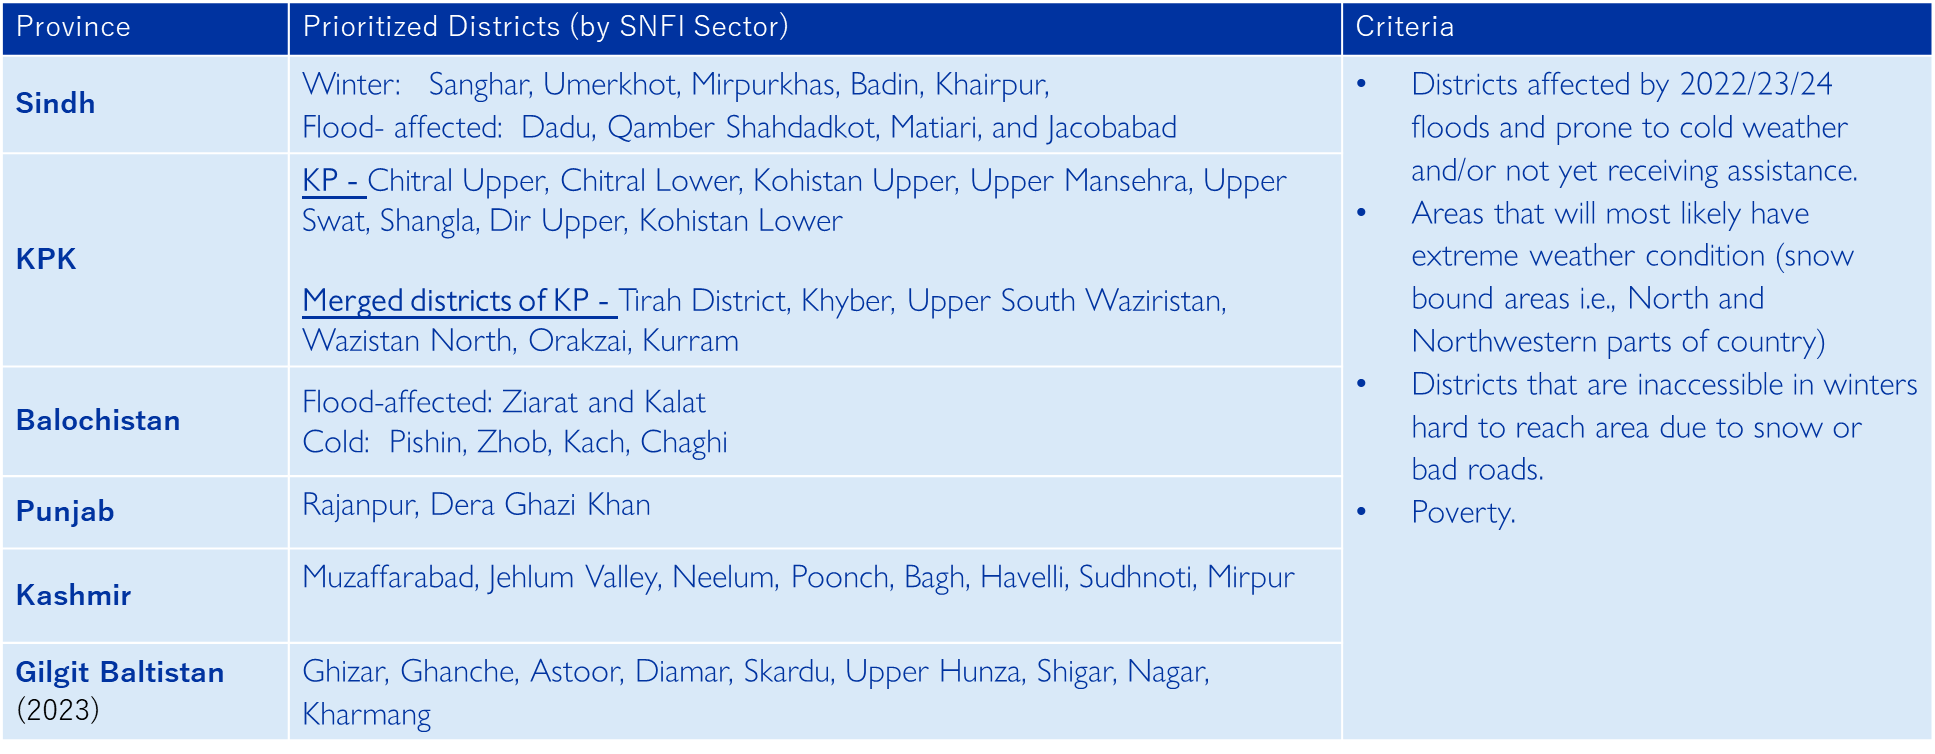 Province
Prioritized Districts (by SNFI Sector)
Criteria
Sindh
Winter: Sanghar, Umerkhot, Mirpurkhas, Badin, Khairpur,
Flood- affected: Dadu, Qamber Shahdadkot, Matiari, and Jacobabad
KPK
KP - Chitral Upper, Chitral Lower, Kohistan Upper, Upper Mansehra, Upper
Swat, Shangla, Dir Upper, Kohistan Lower
Merged districts of KP - Tirah District, Khyber, Upper South Waziristan,
Wazistan North, Orakzai, Kurram
Balochistan
Flood-affected: Ziarat and Kalat
Cold: Pishin, Zhob, Kach, Chaghi
Punjab
Rajanpur, Dera Ghazi Khan
Kashmir
Muzaffarabad, Jehlum Valley, Neelum, Poonch, Bagh, Havelli, Sudhnoti, Mirpur
Gilgit Baltistan
(2023)
Ghizar, Ghanche, Astoor, Diamar, Skardu, Upper Hunza, Shigar, Nagar,
Kharmang
• Districts affected by 2022/23/24
floods and prone to cold weather
and/or not yet receiving assistance.
• Areas that will most likely have
extreme weather condition (snow
bound areas i.e., North and
Northwestern parts of country)
• Districts that are inaccessible in winters
hard to reach area due to snow or
bad roads.
• Poverty.